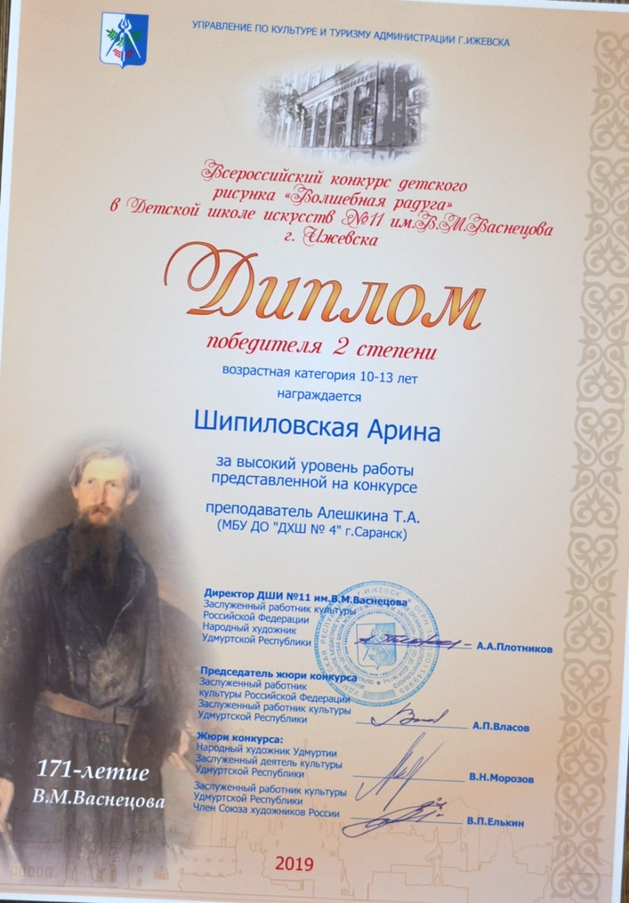 УПРАВЛЕНИЕ ПО КУЛЬТУРЕ И ТУРИЗМУ АДМИНИСТРАЦИИ Г.ИЖЕВСКА
Всероссийский конкурс детского
рисунка «Волшебная радуга»
в Детской школе искусств №11 им.В.М.Васнецова
г. Ижевска
Диплом
победителя 2 степени
возрастная категория 10-13 лет
награждается
Шипиловская Арина
за высокий уровень работы
представленной на конкурсе
преподаватель Алешкина Т.А.
(МБУ ДО "ДХШ № 4" г.Саранск)
Директор ДШИ №11 им.В.М.Васнецова
Заслуженный работник культуры
Российской Федерации
Народный художник
Удмуртской Республики
А.А.Плотников
Председатель жюри конкурса
Заслуженный работник
культуры Российской Федерации
Заслуженный работник культуры
Удмуртской Республики
А.П.Власов
Жюри конкурса:
Народный художник Удмуртии
Заслуженный деятель культуры
Удмуртской Республики
В.Н.Морозов
Заслуженный работник культуры
Удмуртской Республики
Член Союза художников России
В.П.Елькин
171-летие
В.М.Васнецова
2019